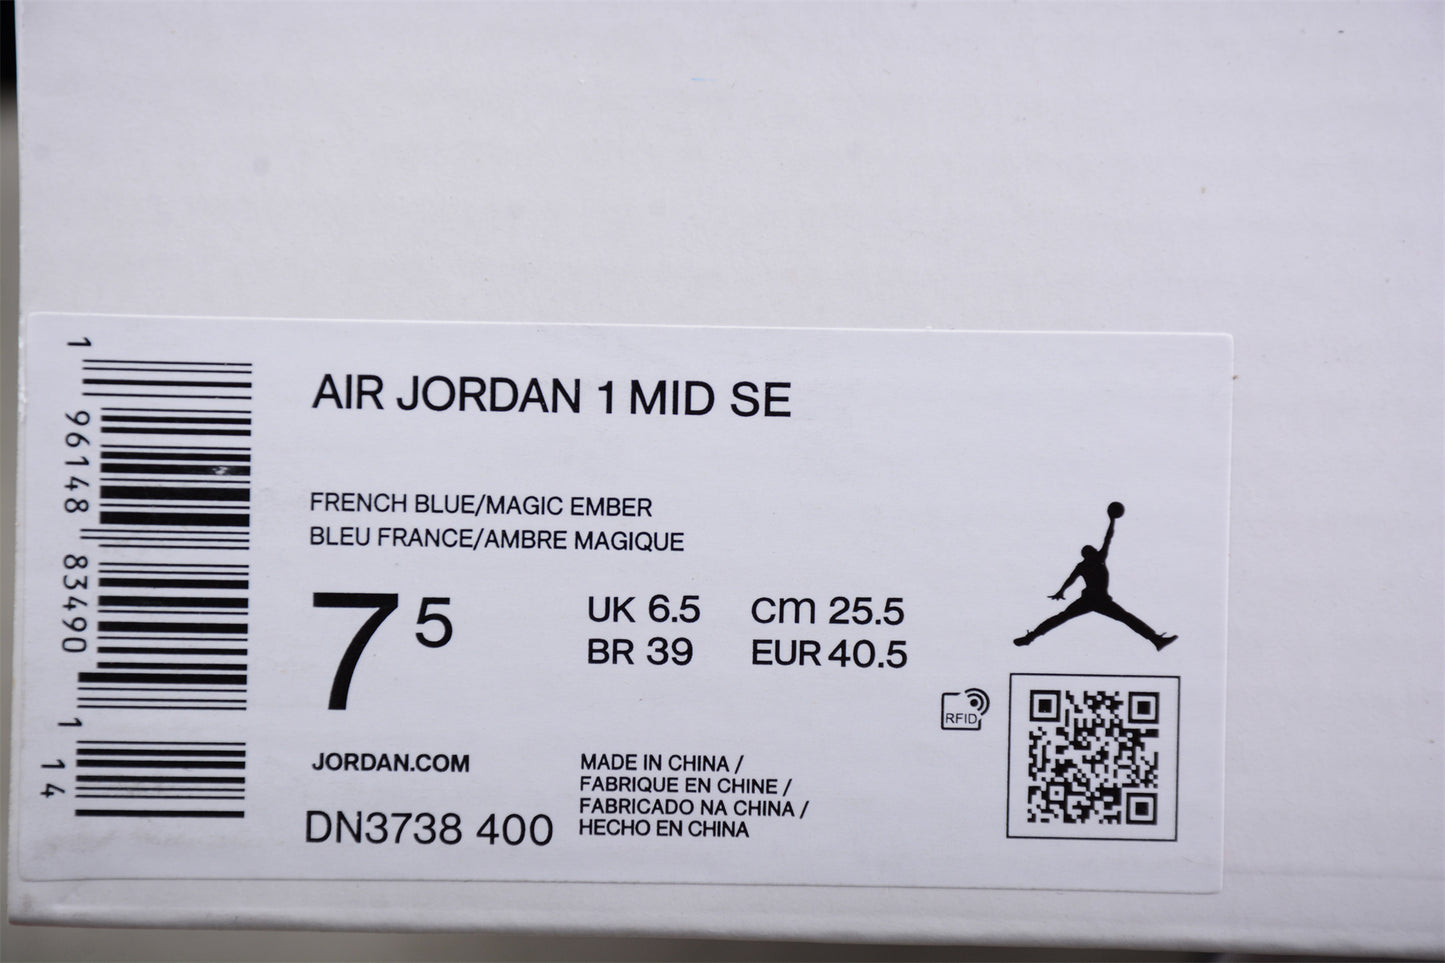 1
96148
83490
1
14
AIR JORDAN 1 MID SE
FRENCH BLUE/MAGIC EMBER
BLEU FRANCE/AMBRE MAGIQUE
7 5
UK 6.5 cm 25.5
BR 39 EUR 40.5
RFID
JORDAN.COM
DN3738 400
MADE IN CHINA /
FABRIQUE EN CHINE /
FABRICADO NA CHINA /
HECHO EN CHINA